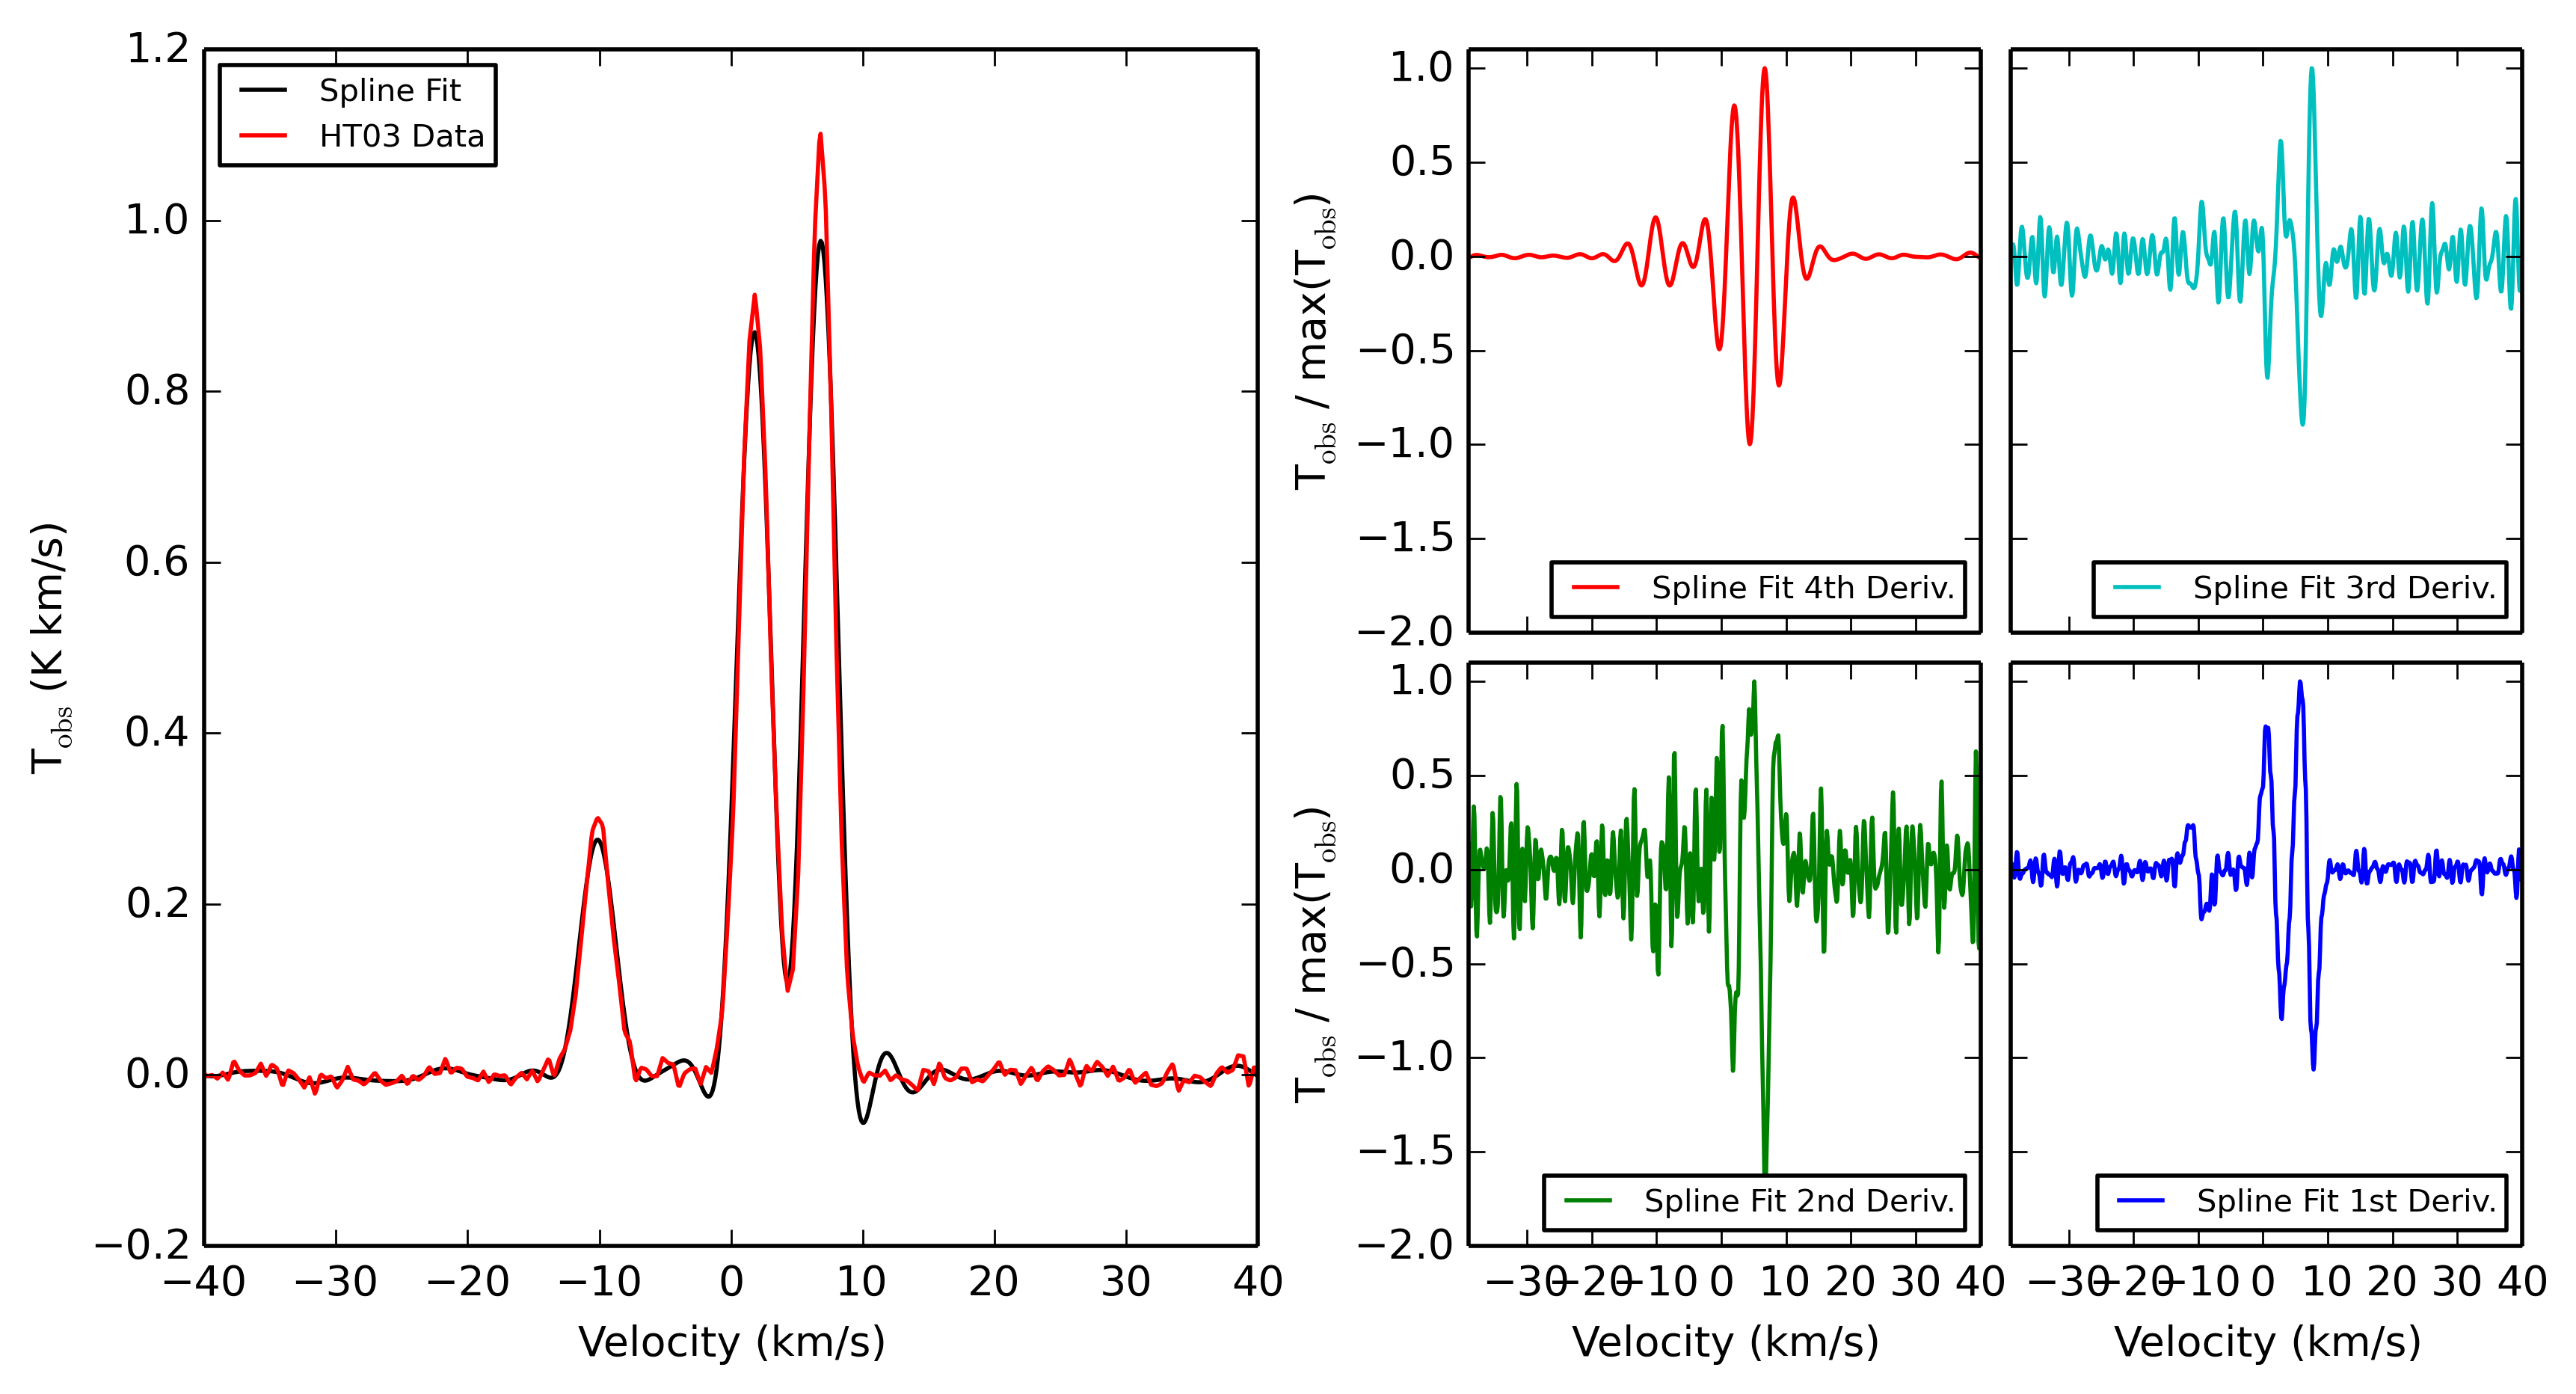 1.2
1.0
0.8
0.6
0.4
0.2
0.0
−0.2
T_obs (K km/s)
Spline Fit
HT03 Data
−40 −30 −20 −10 0 10 20 30 40
Velocity (km/s)
1.0
0.5
0.0
−0.5
−1.0
−1.5
−2.0
T_obs / max(T_obs)
Spline Fit 4th Deriv.
Spline Fit 3rd Deriv.
1.0
0.5
0.0
−0.5
−1.0
−1.5
−2.0
T_obs / max(T_obs)
Spline Fit 2nd Deriv.
Spline Fit 1st Deriv.
−30 −20 −10 0 10 20 30 40
−30 −20 −10 0 10 20 30 40
Velocity (km/s)
Velocity (km/s)